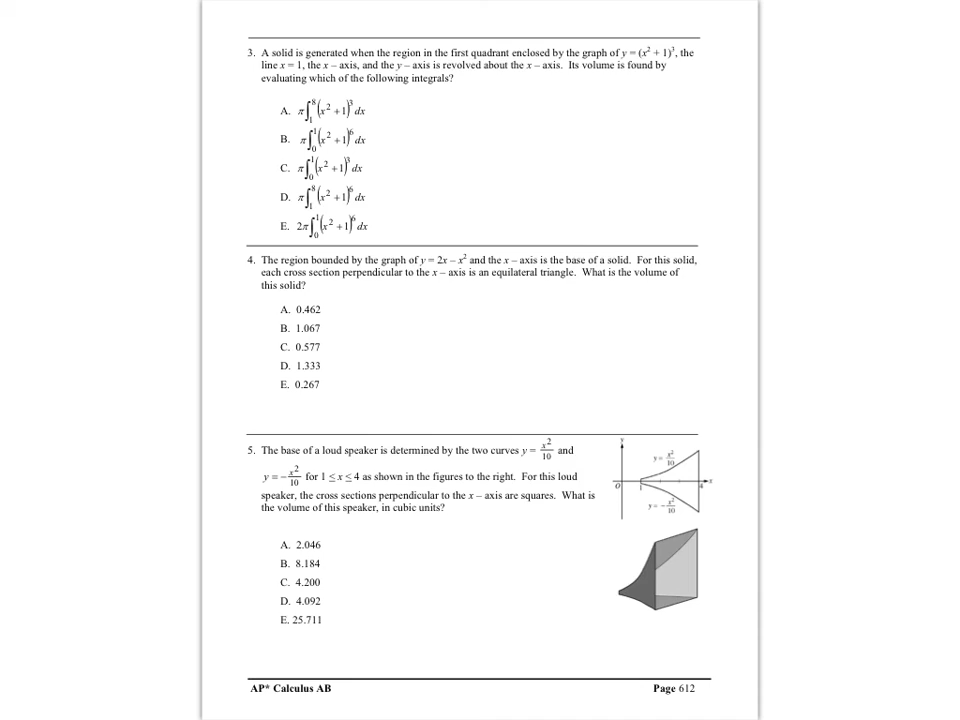 3. A solid is generated when the region in the first quadrant enclosed by the graph of y = (x² + 1)³, the
line x = 1, the x – axis, and the y – axis is revolved about the x – axis. Its volume is found by
evaluating which of the following integrals?
A. π∫₁⁸(x² + 1)³ dx
B. π∫₀¹(x² + 1)⁶ dx
C. π∫₀¹(x² + 1)³ dx
D. π∫₁⁸(x² + 1)⁶ dx
E. 2π∫₀¹(x² + 1)⁶ dx
4. The region bounded by the graph of y = 2x – x² and the x – axis is the base of a solid. For this solid,
each cross section perpendicular to the x – axis is an equilateral triangle. What is the volume of
this solid?
A. 0.462
B. 1.067
C. 0.577
D. 1.333
E. 0.267
5. The base of a loud speaker is determined by the two curves y = x²/10 and
y = –x²/10 for 1 ≤ x ≤ 4 as shown in the figures to the right. For this loud
speaker, the cross sections perpendicular to the x – axis are squares. What is
the volume of this speaker, in cubic units?
y
y = x²/10
O 1 4 x
y = –x²/10
A. 2.046
B. 8.184
C. 4.200
D. 4.092
E. 25.711
AP* Calculus AB Page 612